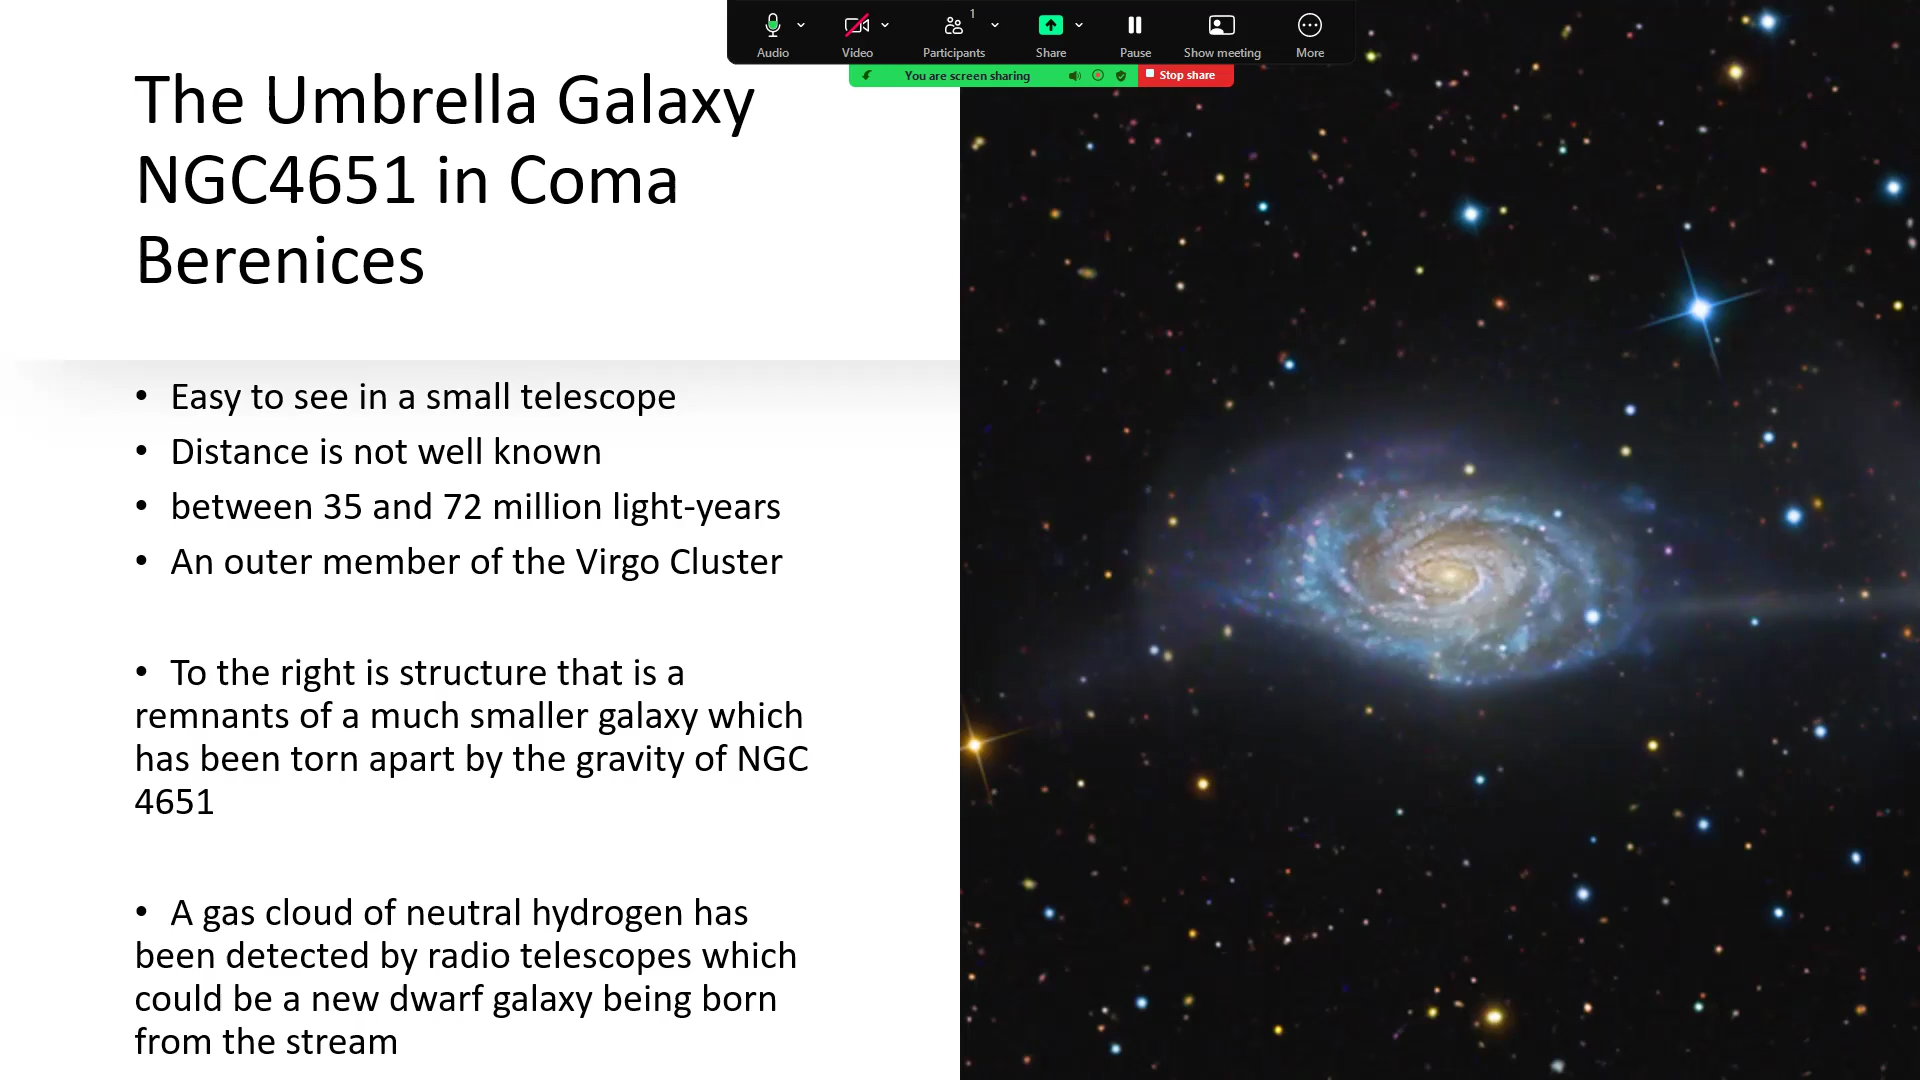 1
Audio
Video
Participants
Share
Pause
Show meeting
More
You are screen sharing
Stop share
The Umbrella Galaxy
NGC4651 in Coma
Berenices
• Easy to see in a small telescope
• Distance is not well known
• between 35 and 72 million light-years
• An outer member of the Virgo Cluster
• To the right is structure that is a
remnants of a much smaller galaxy which
has been torn apart by the gravity of NGC
4651
• A gas cloud of neutral hydrogen has
been detected by radio telescopes which
could be a new dwarf galaxy being born
from the stream